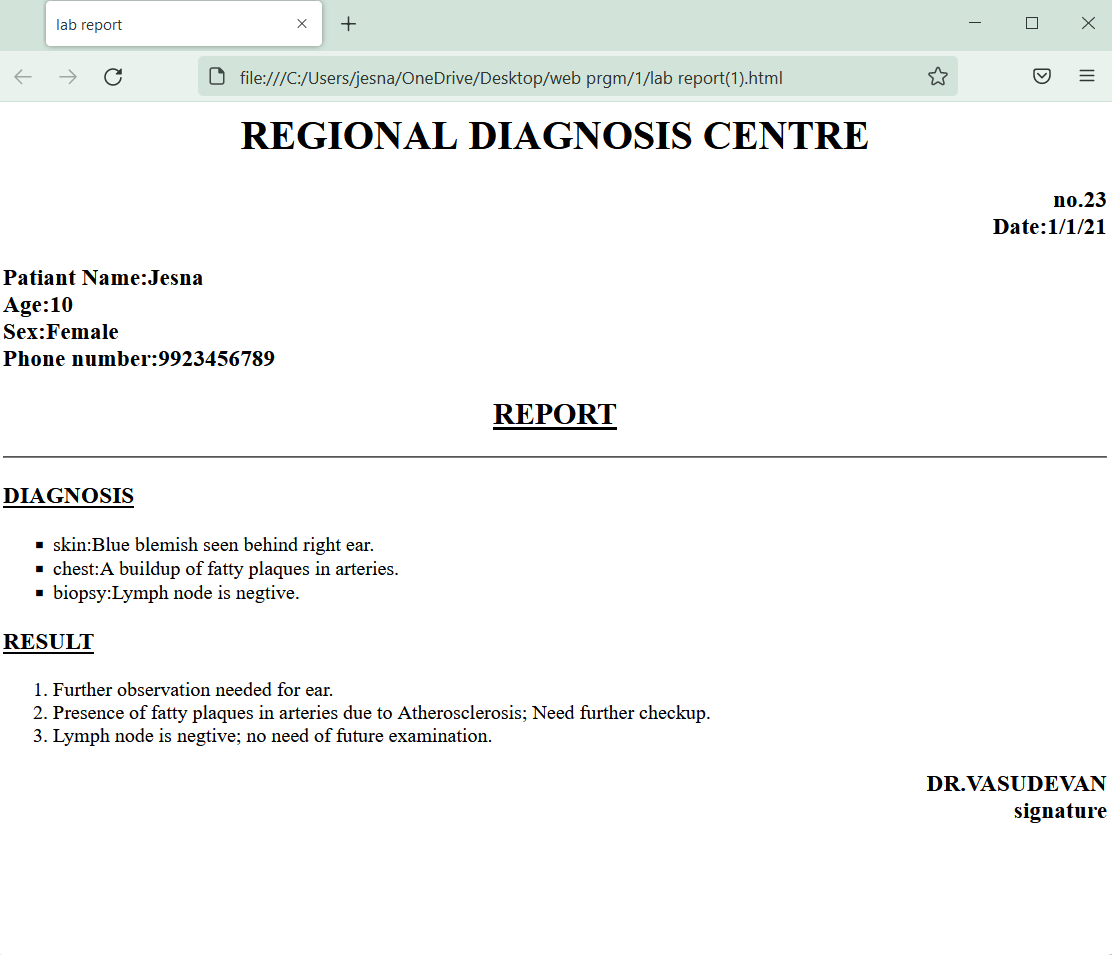 lab report
file:///C:/Users/jesna/OneDrive/Desktop/web prgm/1/lab report(1).html
REGIONAL DIAGNOSIS CENTRE
no.23
Date:1/1/21
Patiant Name:Jesna
Age:10
Sex:Female
Phone number:9923456789
REPORT
DIAGNOSIS
skin:Blue blemish seen behind right ear.
chest:A buildup of fatty plaques in arteries.
biopsy:Lymph node is negtive.
RESULT
1. Further observation needed for ear.
2. Presence of fatty plaques in arteries due to Atherosclerosis; Need further checkup.
3. Lymph node is negtive; no need of future examination.
DR.VASUDEVAN
signature